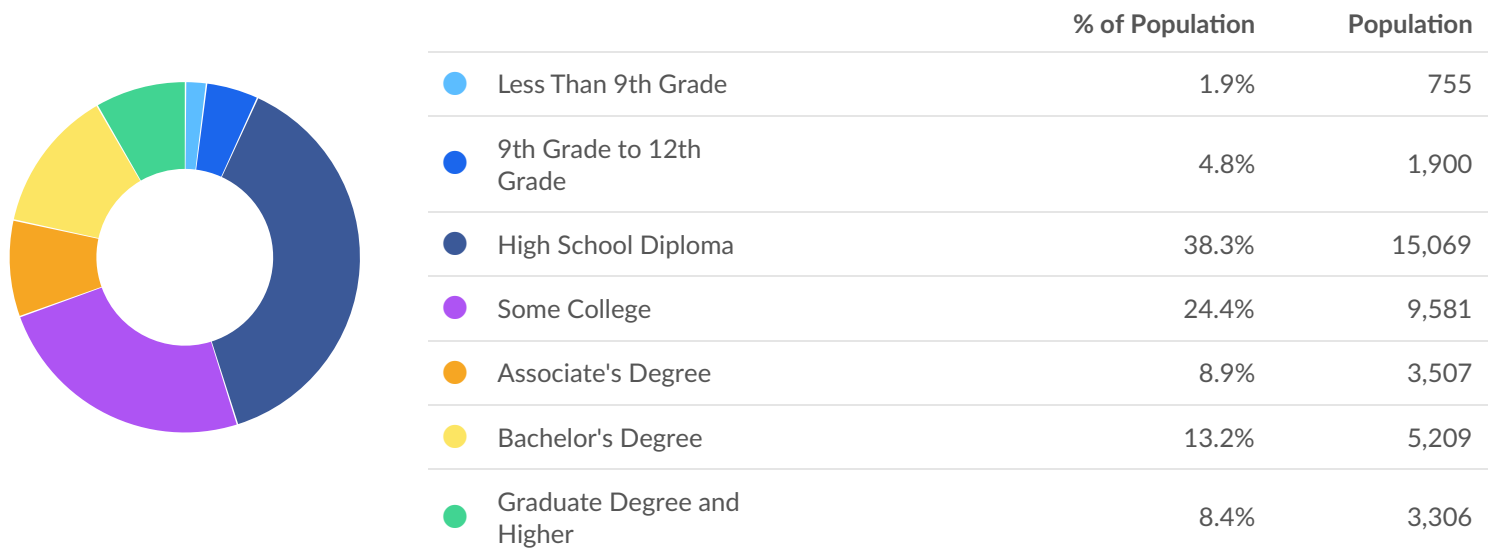 % of Population Population
Less Than 9th Grade 1.9% 755
9th Grade to 12th
Grade 4.8% 1,900
High School Diploma 38.3% 15,069
Some College 24.4% 9,581
Associate's Degree 8.9% 3,507
Bachelor's Degree 13.2% 5,209
Graduate Degree and
Higher 8.4% 3,306